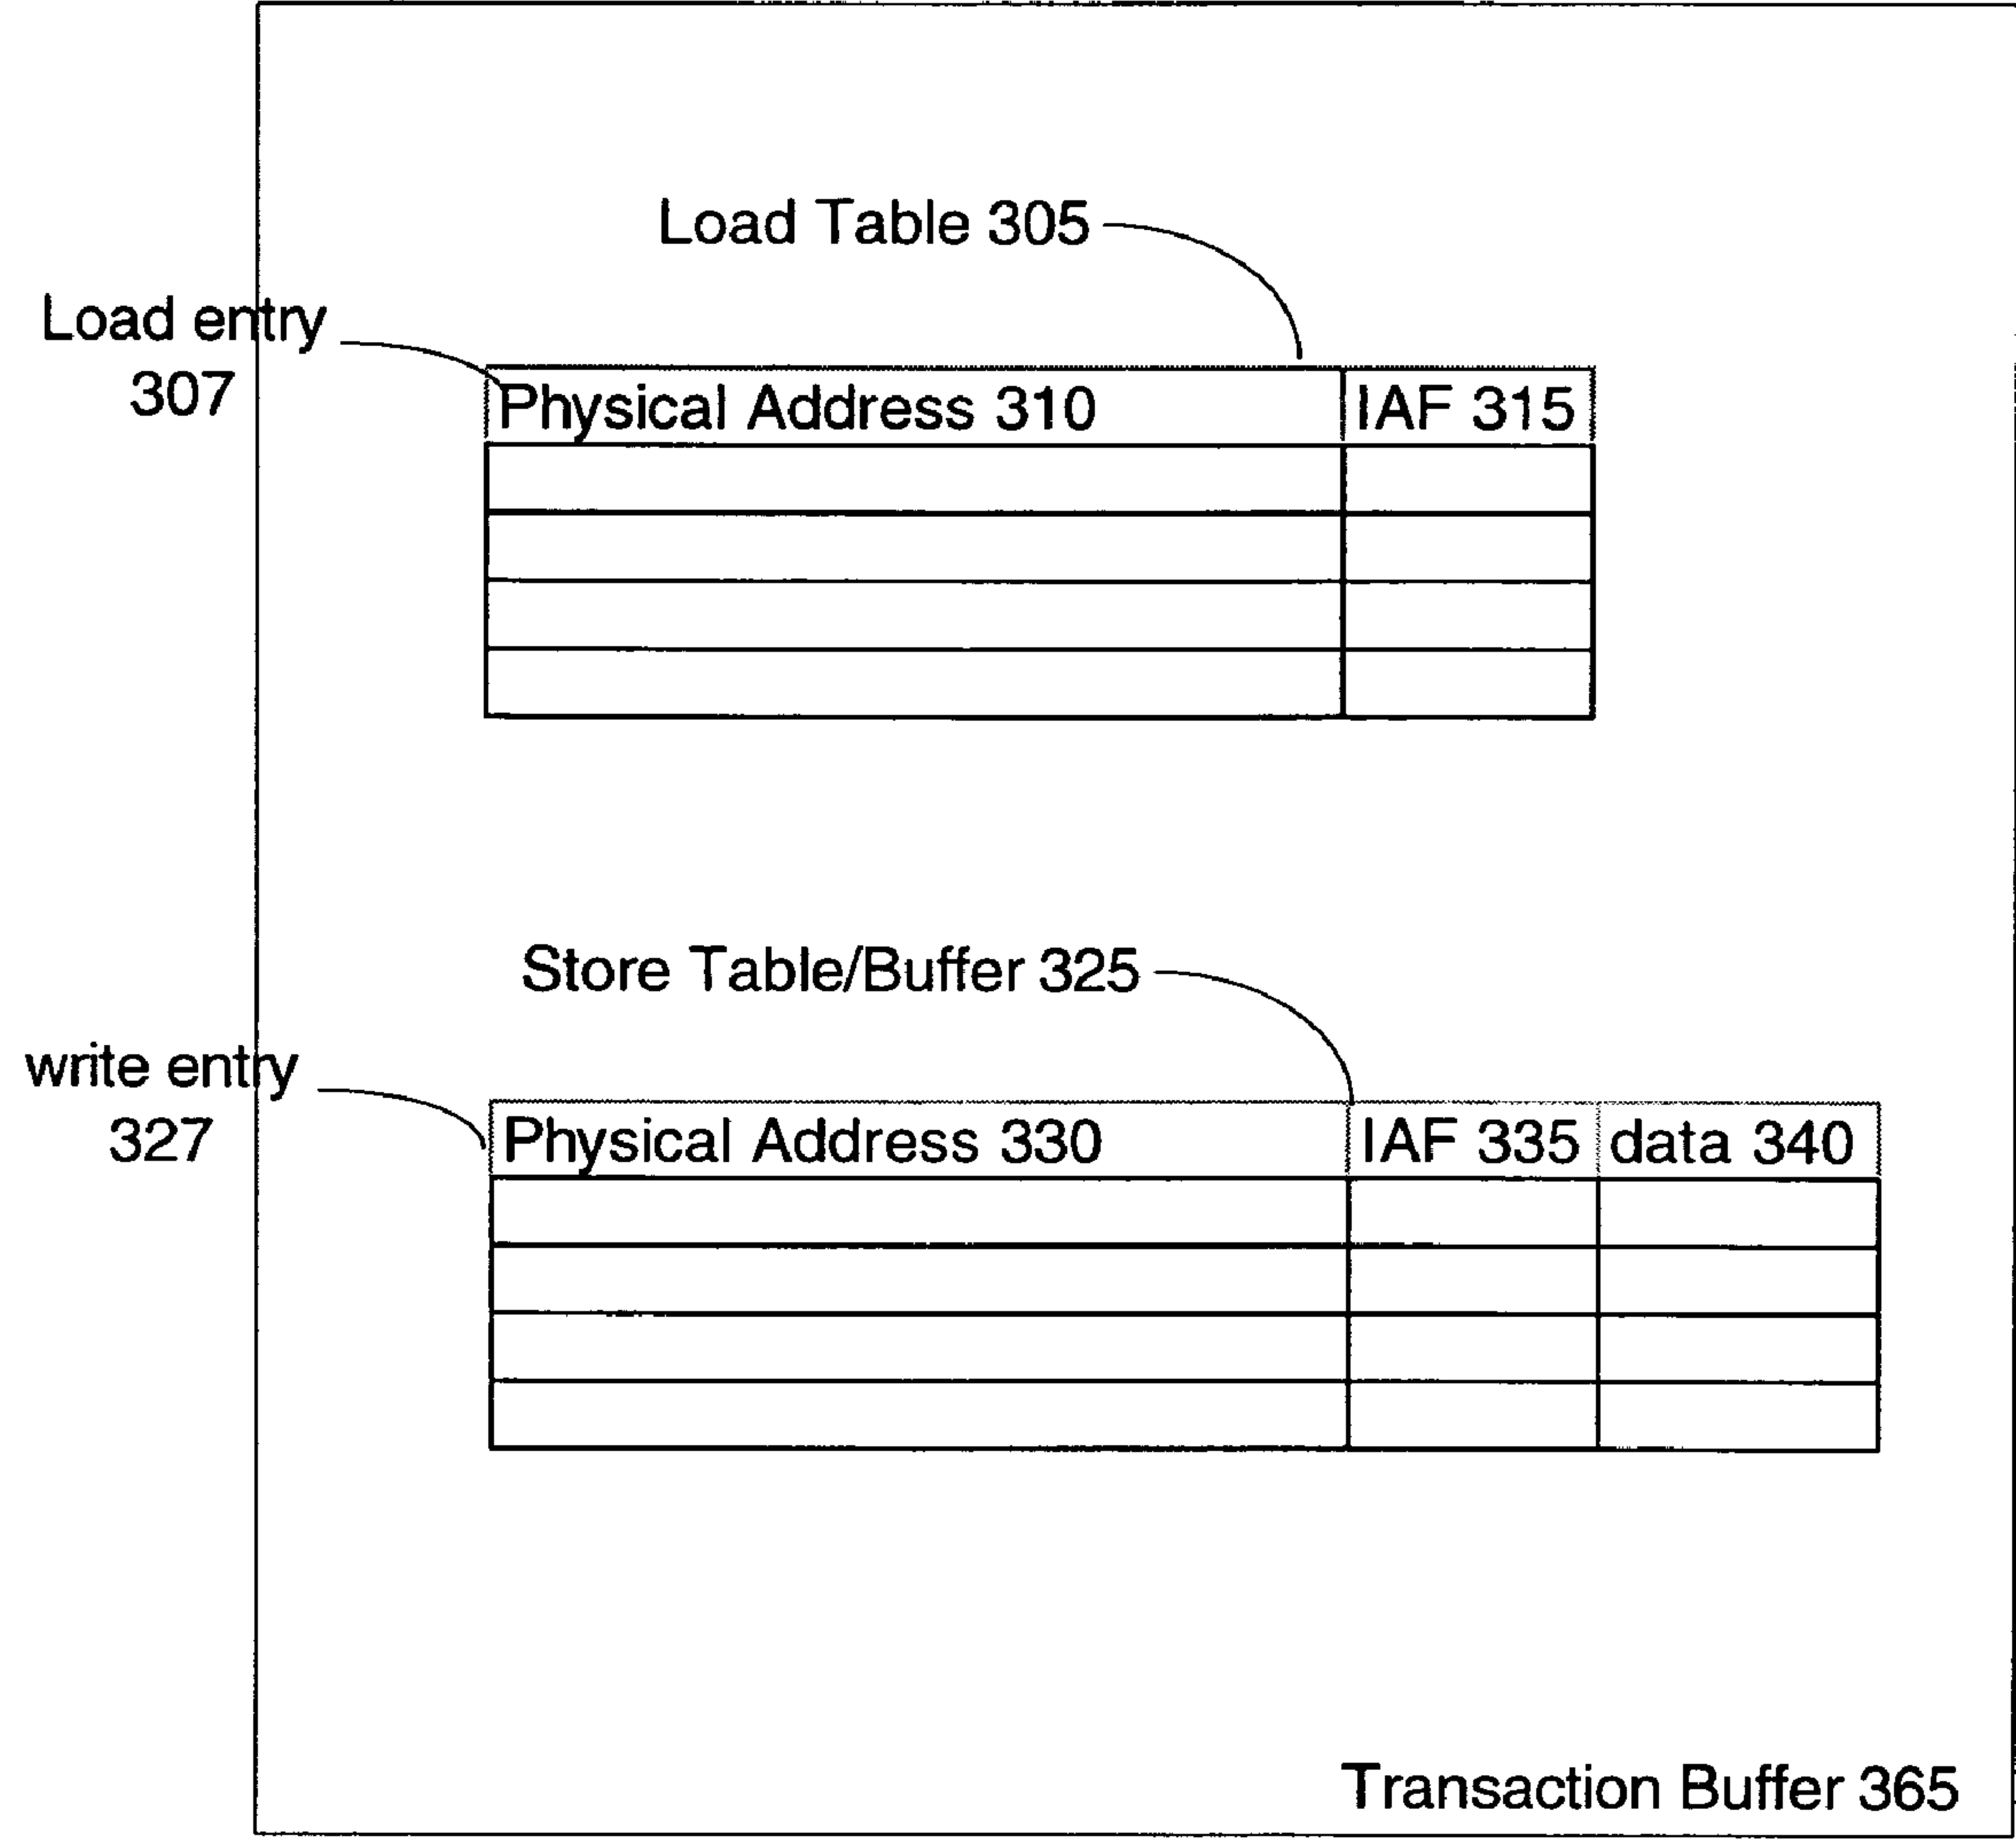 Load Table 305
Load entry
307
Physical Address 310 IAF 315
Store Table/Buffer 325
write entry
327
Physical Address 330 IAF 335 data 340
Transaction Buffer 365